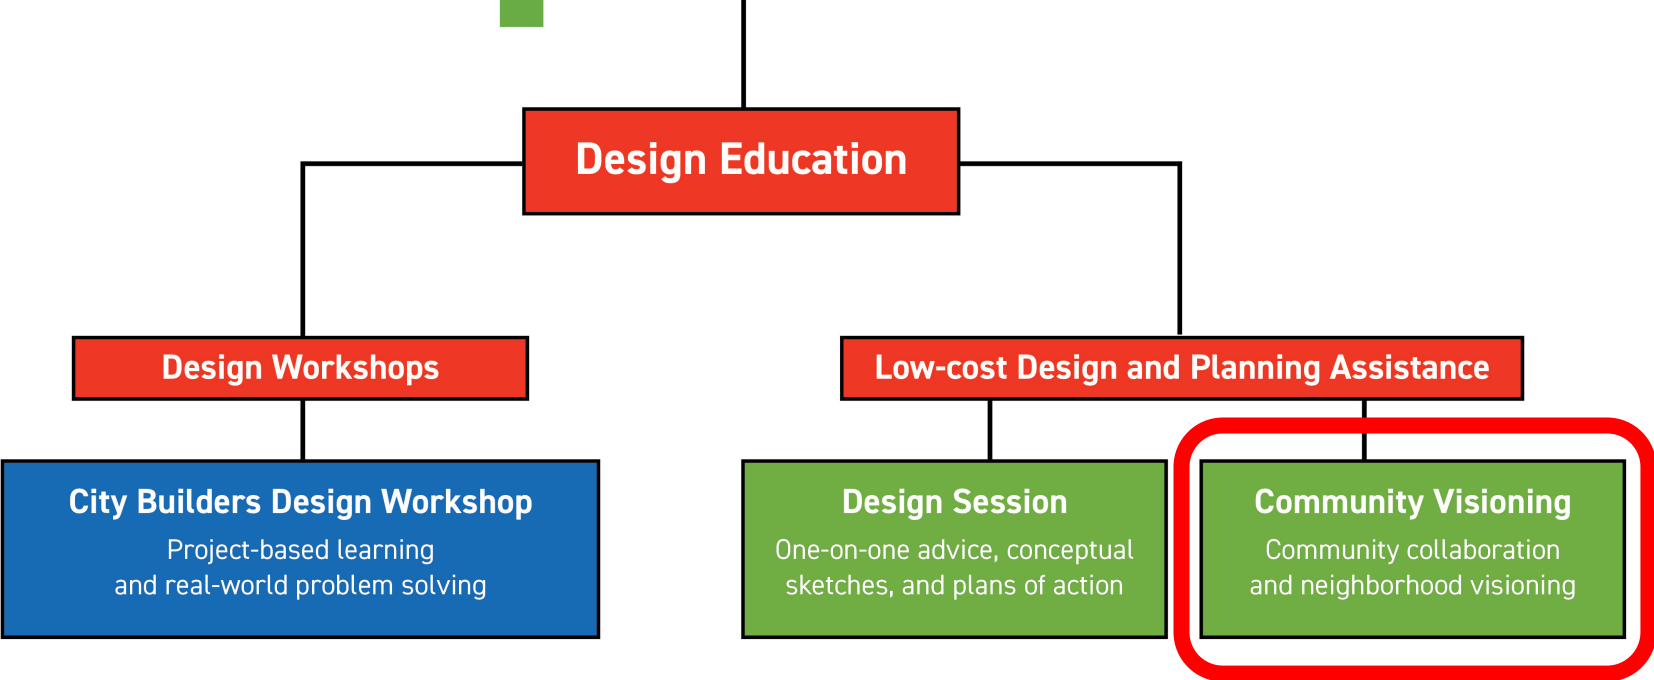 Design Education
Design Workshops
Low-cost Design and Planning Assistance
City Builders Design Workshop
Project-based learning
and real-world problem solving
Design Session
One-on-one advice, conceptual
sketches, and plans of action
Community Visioning
Community collaboration
and neighborhood visioning